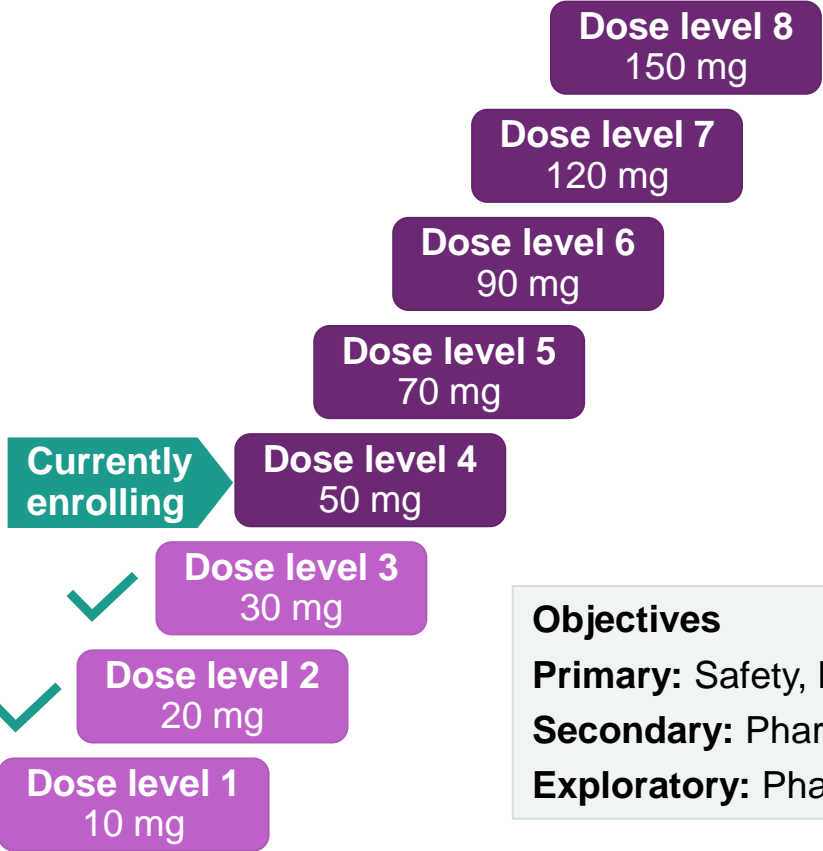 Dose level 8
150 mg
Dose level 7
120 mg
Dose level 6
90 mg
Dose level 5
70 mg
Currently
enrolling
Dose level 4
50 mg
Dose level 3
30 mg
Dose level 2
20 mg
Dose level 1
10 mg
Objectives
Primary: Safety,
Secondary:
Exploratory: